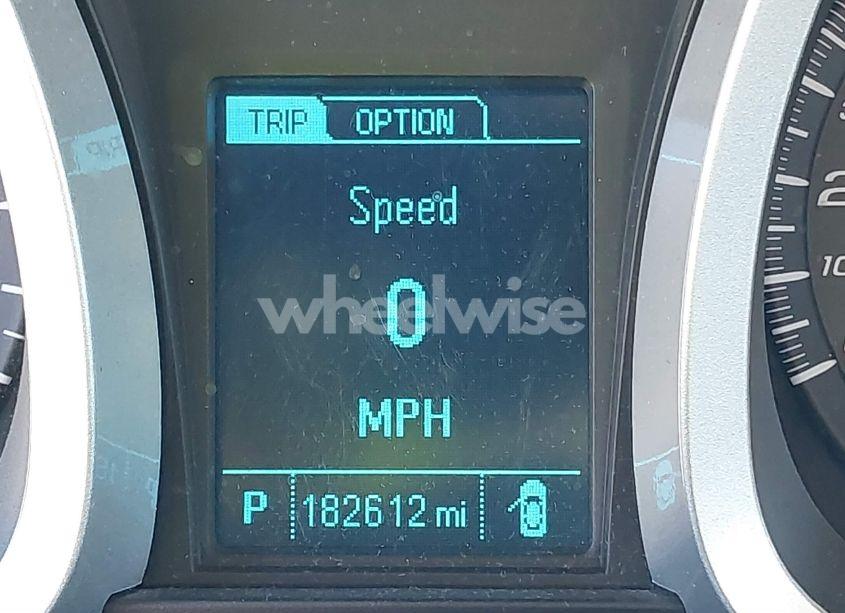 TRIP OPTION
Speed
0
MPH
P 182612 mi
wheelwise